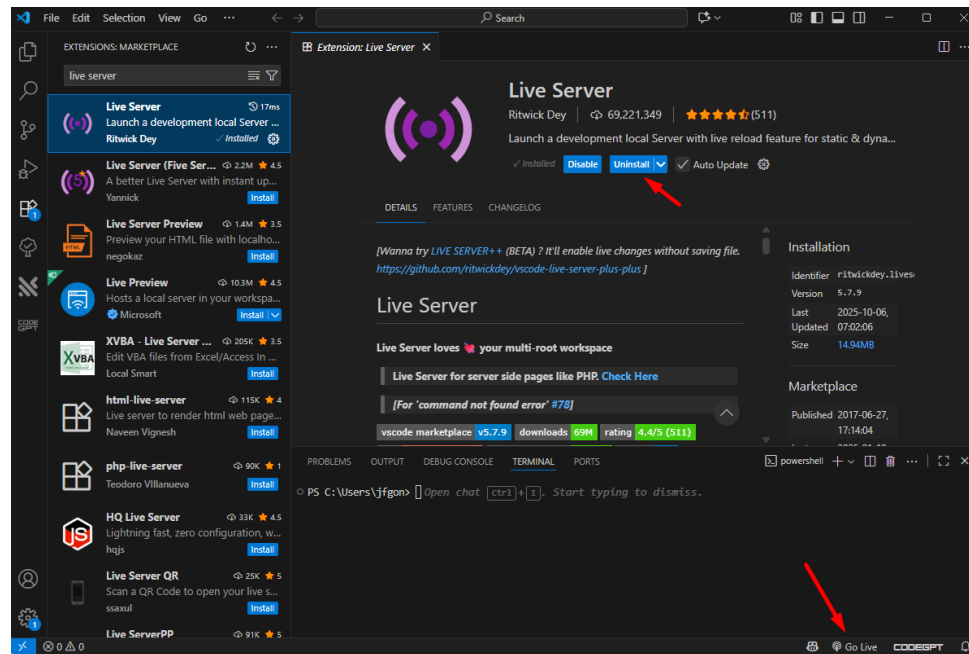 File Edit Selection View Go ··· Search
EXTENSIONS: MARKETPLACE
live server
Live Server 17ms
Launch a development local Server ...
Ritwick Dey Installed
Live Server (Five Ser... 2.2M 4.5
A better Live Server with instant up...
Yannick Install
Live Server Preview 1.4M 3.5
Preview your HTML file with localho...
negokaz Install
Live Preview 10.3M 4.5
Hosts a local server in your workspa...
Microsoft Install
XVBA - Live Server ... 205K 3.5
Edit VBA files from Excel/Access In ...
Local Smart Install
html-live-server 115K 4
Live server to render html web page...
Naveen Vignesh Install
php-live-server 90K 1
Teodoro VIllanueva Install
HQ Live Server 33K 4.5
Lightning fast, zero configuration, w...
hqjs Install
Live Server QR 25K 5
Scan a QR Code to open your live s...
ssaxul Install
Live ServerPP 91K 5
Extension: Live Server
Live Server
Ritwick Dey 69,221,349 (511)
Launch a development local Server with live reload feature for static & dyna...
Installed Disable Uninstall Auto Update
DETAILS FEATURES CHANGELOG
[Wanna try LIVE SERVER++ (BETA) ? It'll enable live changes without saving file.
https://github.com/ritwickdey/vscode-live-server-plus-plus ]
Live Server
Live Server loves 💘 your multi-root workspace
Live Server for server side pages like PHP. Check Here
[For 'command not found error' #78]
vscode marketplace v5.7.9 downloads 69M rating 4.4/5 (511)
Installation
Identifier ritwickdey.lives
Version 5.7.9
Last Updated 2025-10-06, 07:02:06
Size 14.94MB
Marketplace
Published 2017-06-27, 17:14:04
PROBLEMS OUTPUT DEBUG CONSOLE TERMINAL PORTS powershell
PS C:\Users\jfgon> Open chat Ctrl+I. Start typing to dismiss.
CODE GPT
0 0 Go Live CODEGPT